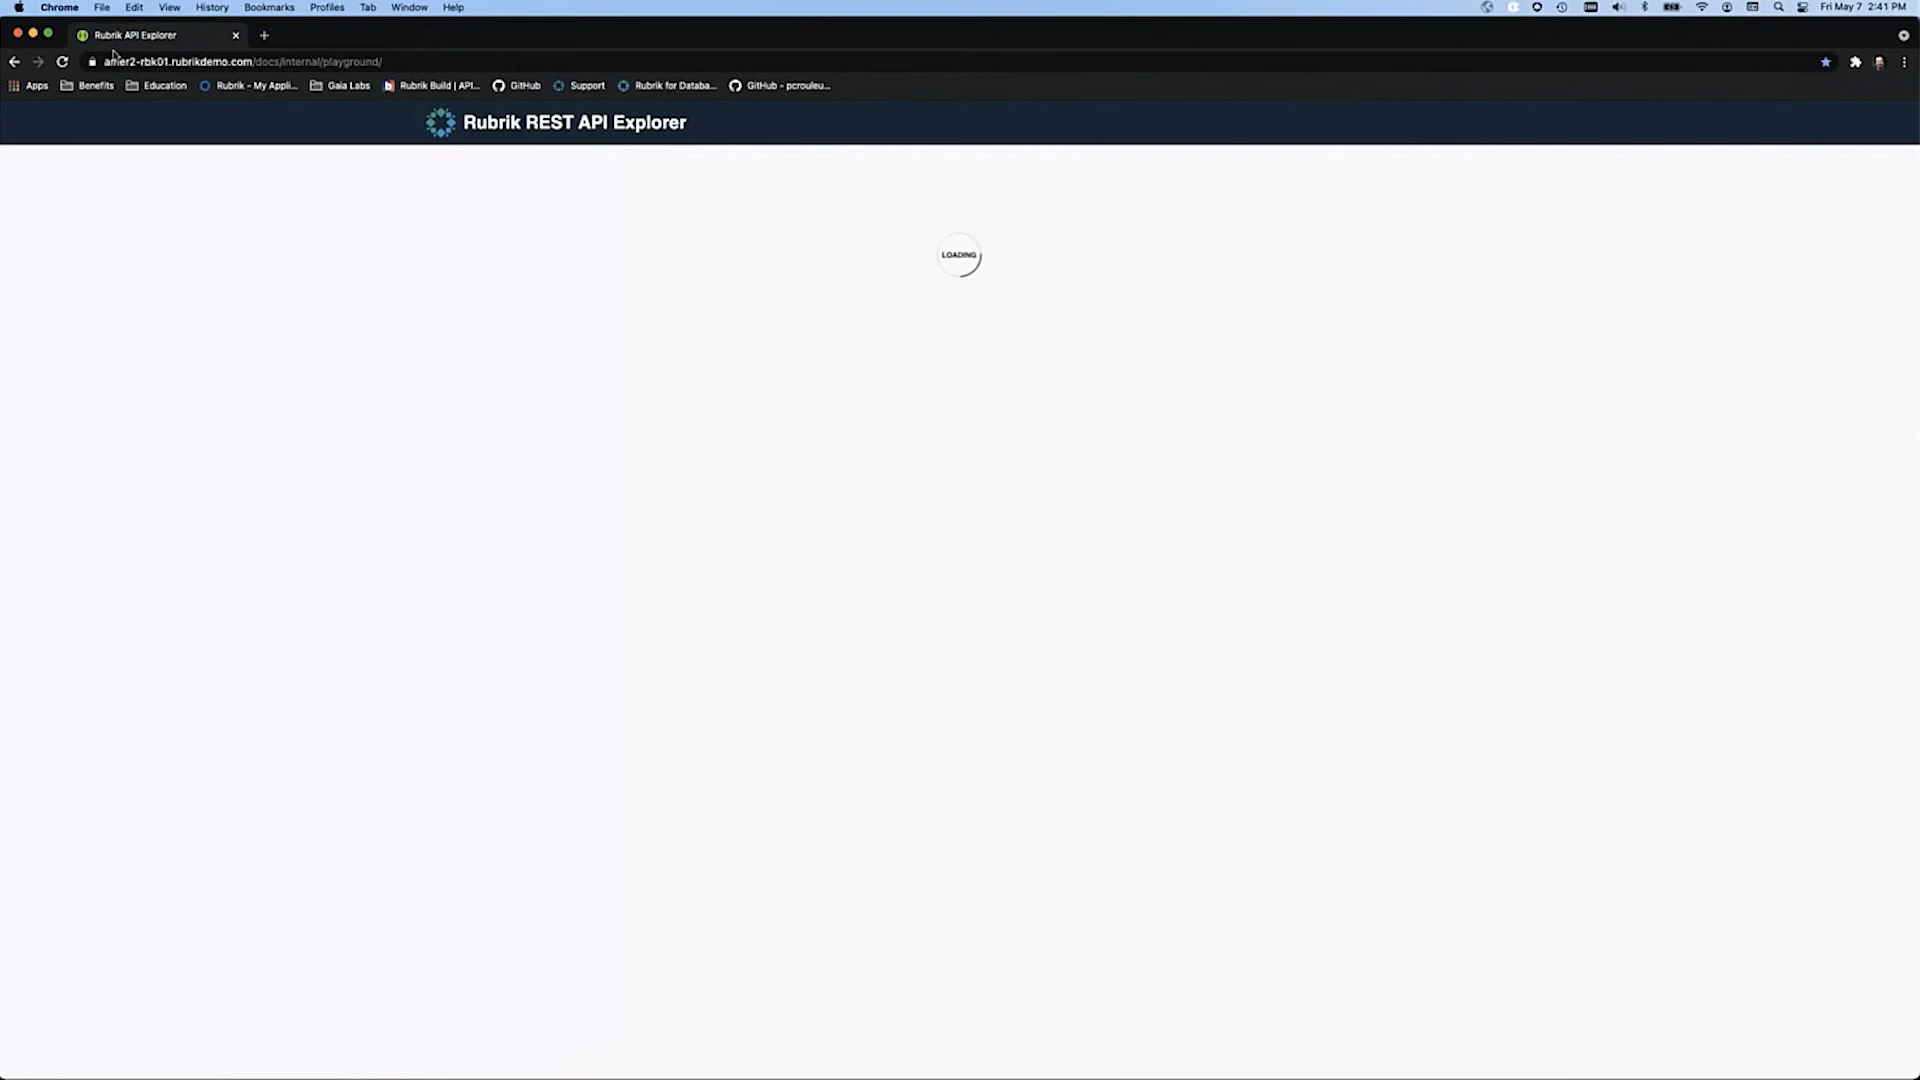 Chrome File Edit View History Bookmarks Profiles Tab Window Help Fri May 7 2:41 PM
Rubrik API Explorer
amer2-rbk01.rubrikdemo.com/docs/internal/playground/
Apps Benefits Education Rubrik - My Appli... Gaia Labs Rubrik Build | API... GitHub Support Rubrik for Databa... GitHub - pcrouleu...
Rubrik REST API Explorer
LOADING